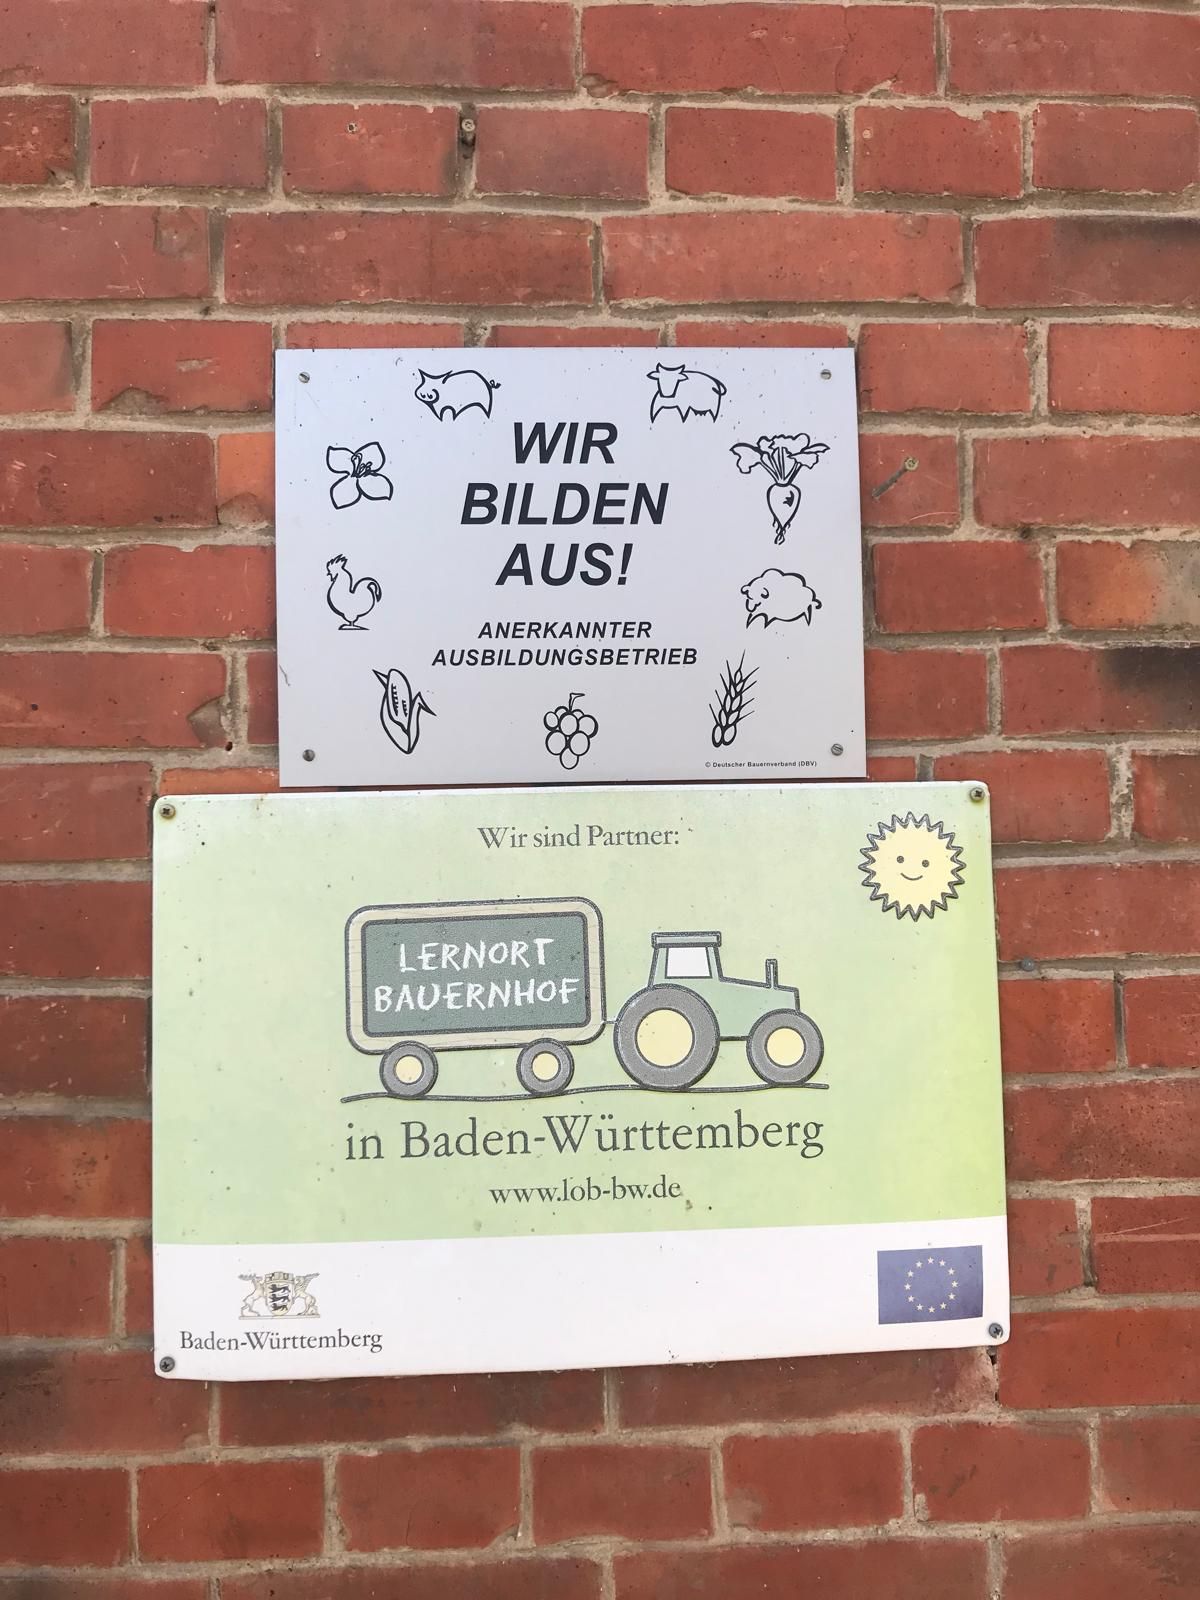 WIR
BILDEN
AUS!
ANERKANNTER
AUSBILDUNGSBETRIEB
© Deutscher Bauernverband (DBV)
Wir sind Partner:
LERNORT
BAUERNHOF
in Baden-Württemberg
www.lob-bw.de
Baden-Württemberg